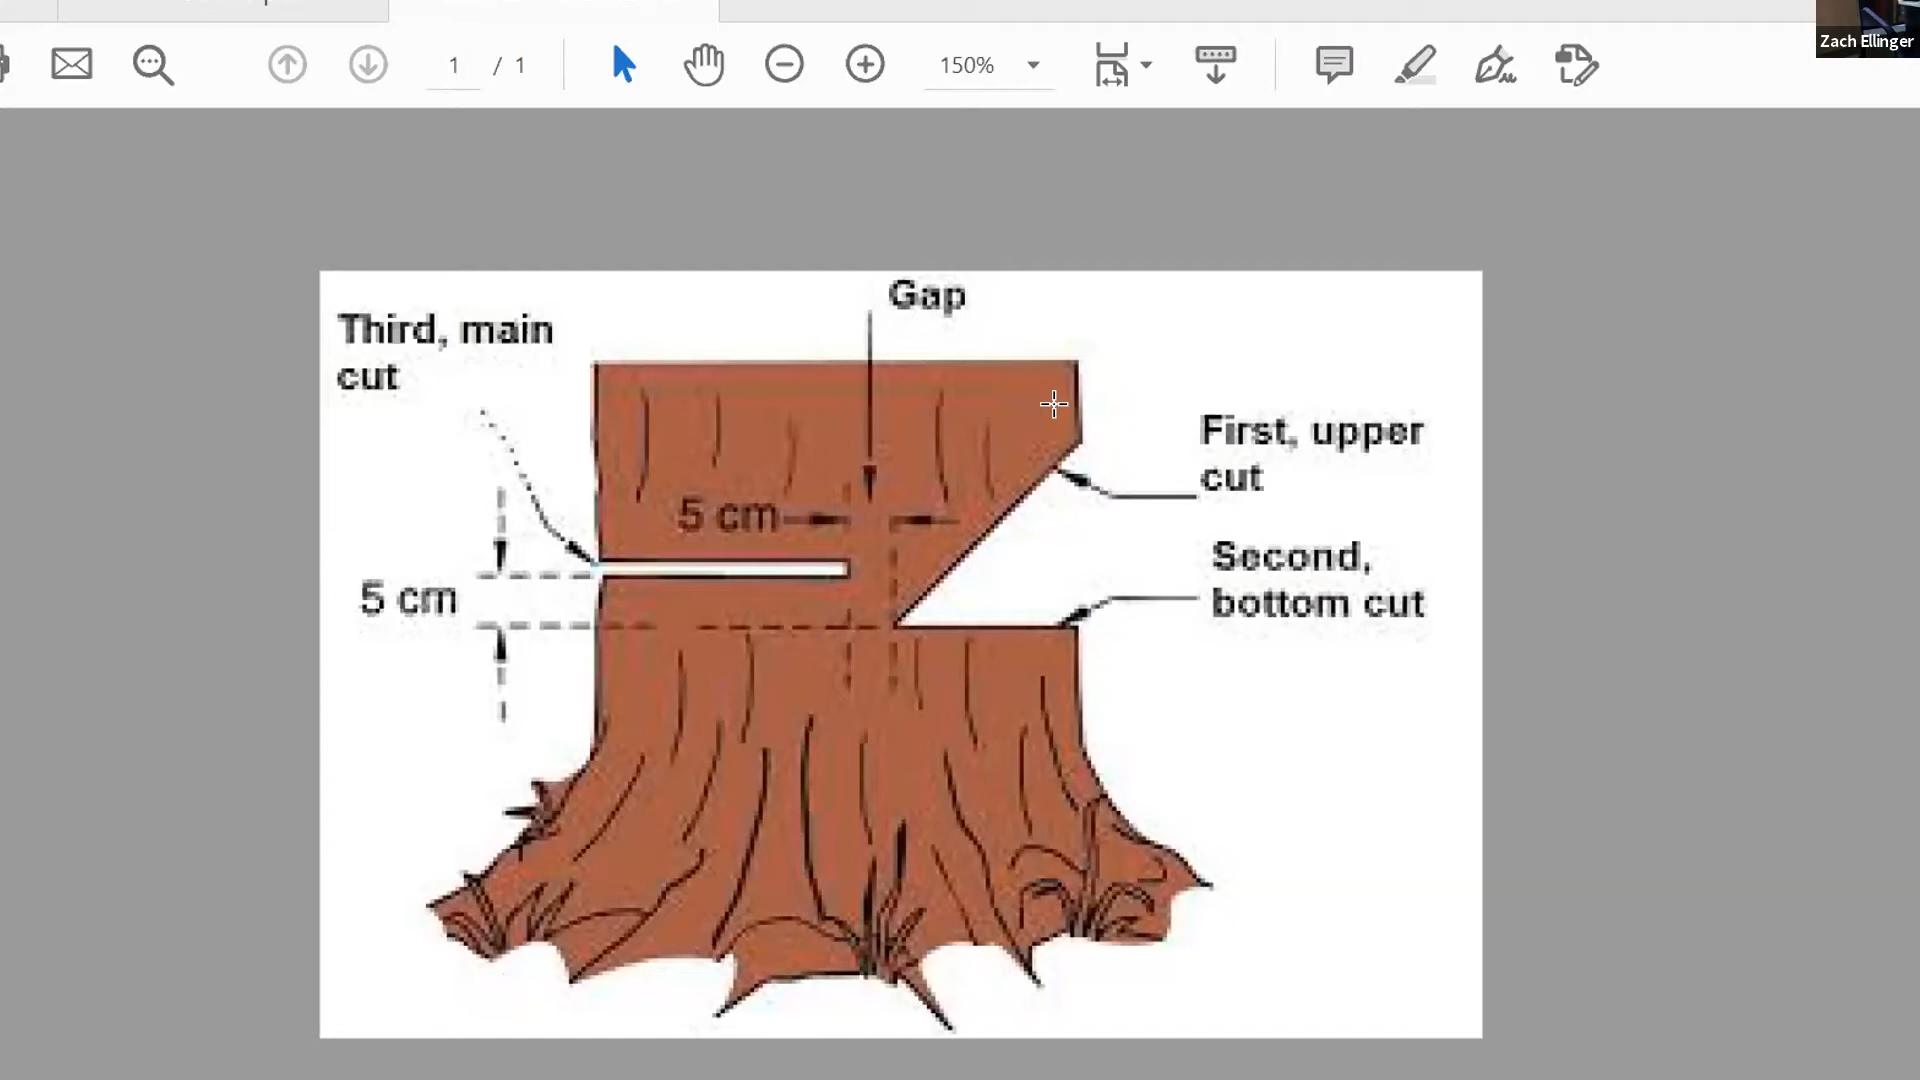 Zach Ellinger
1 / 1
150%
Gap
Third, main
cut
First, upper
cut
5 cm
Second,
bottom cut
5 cm